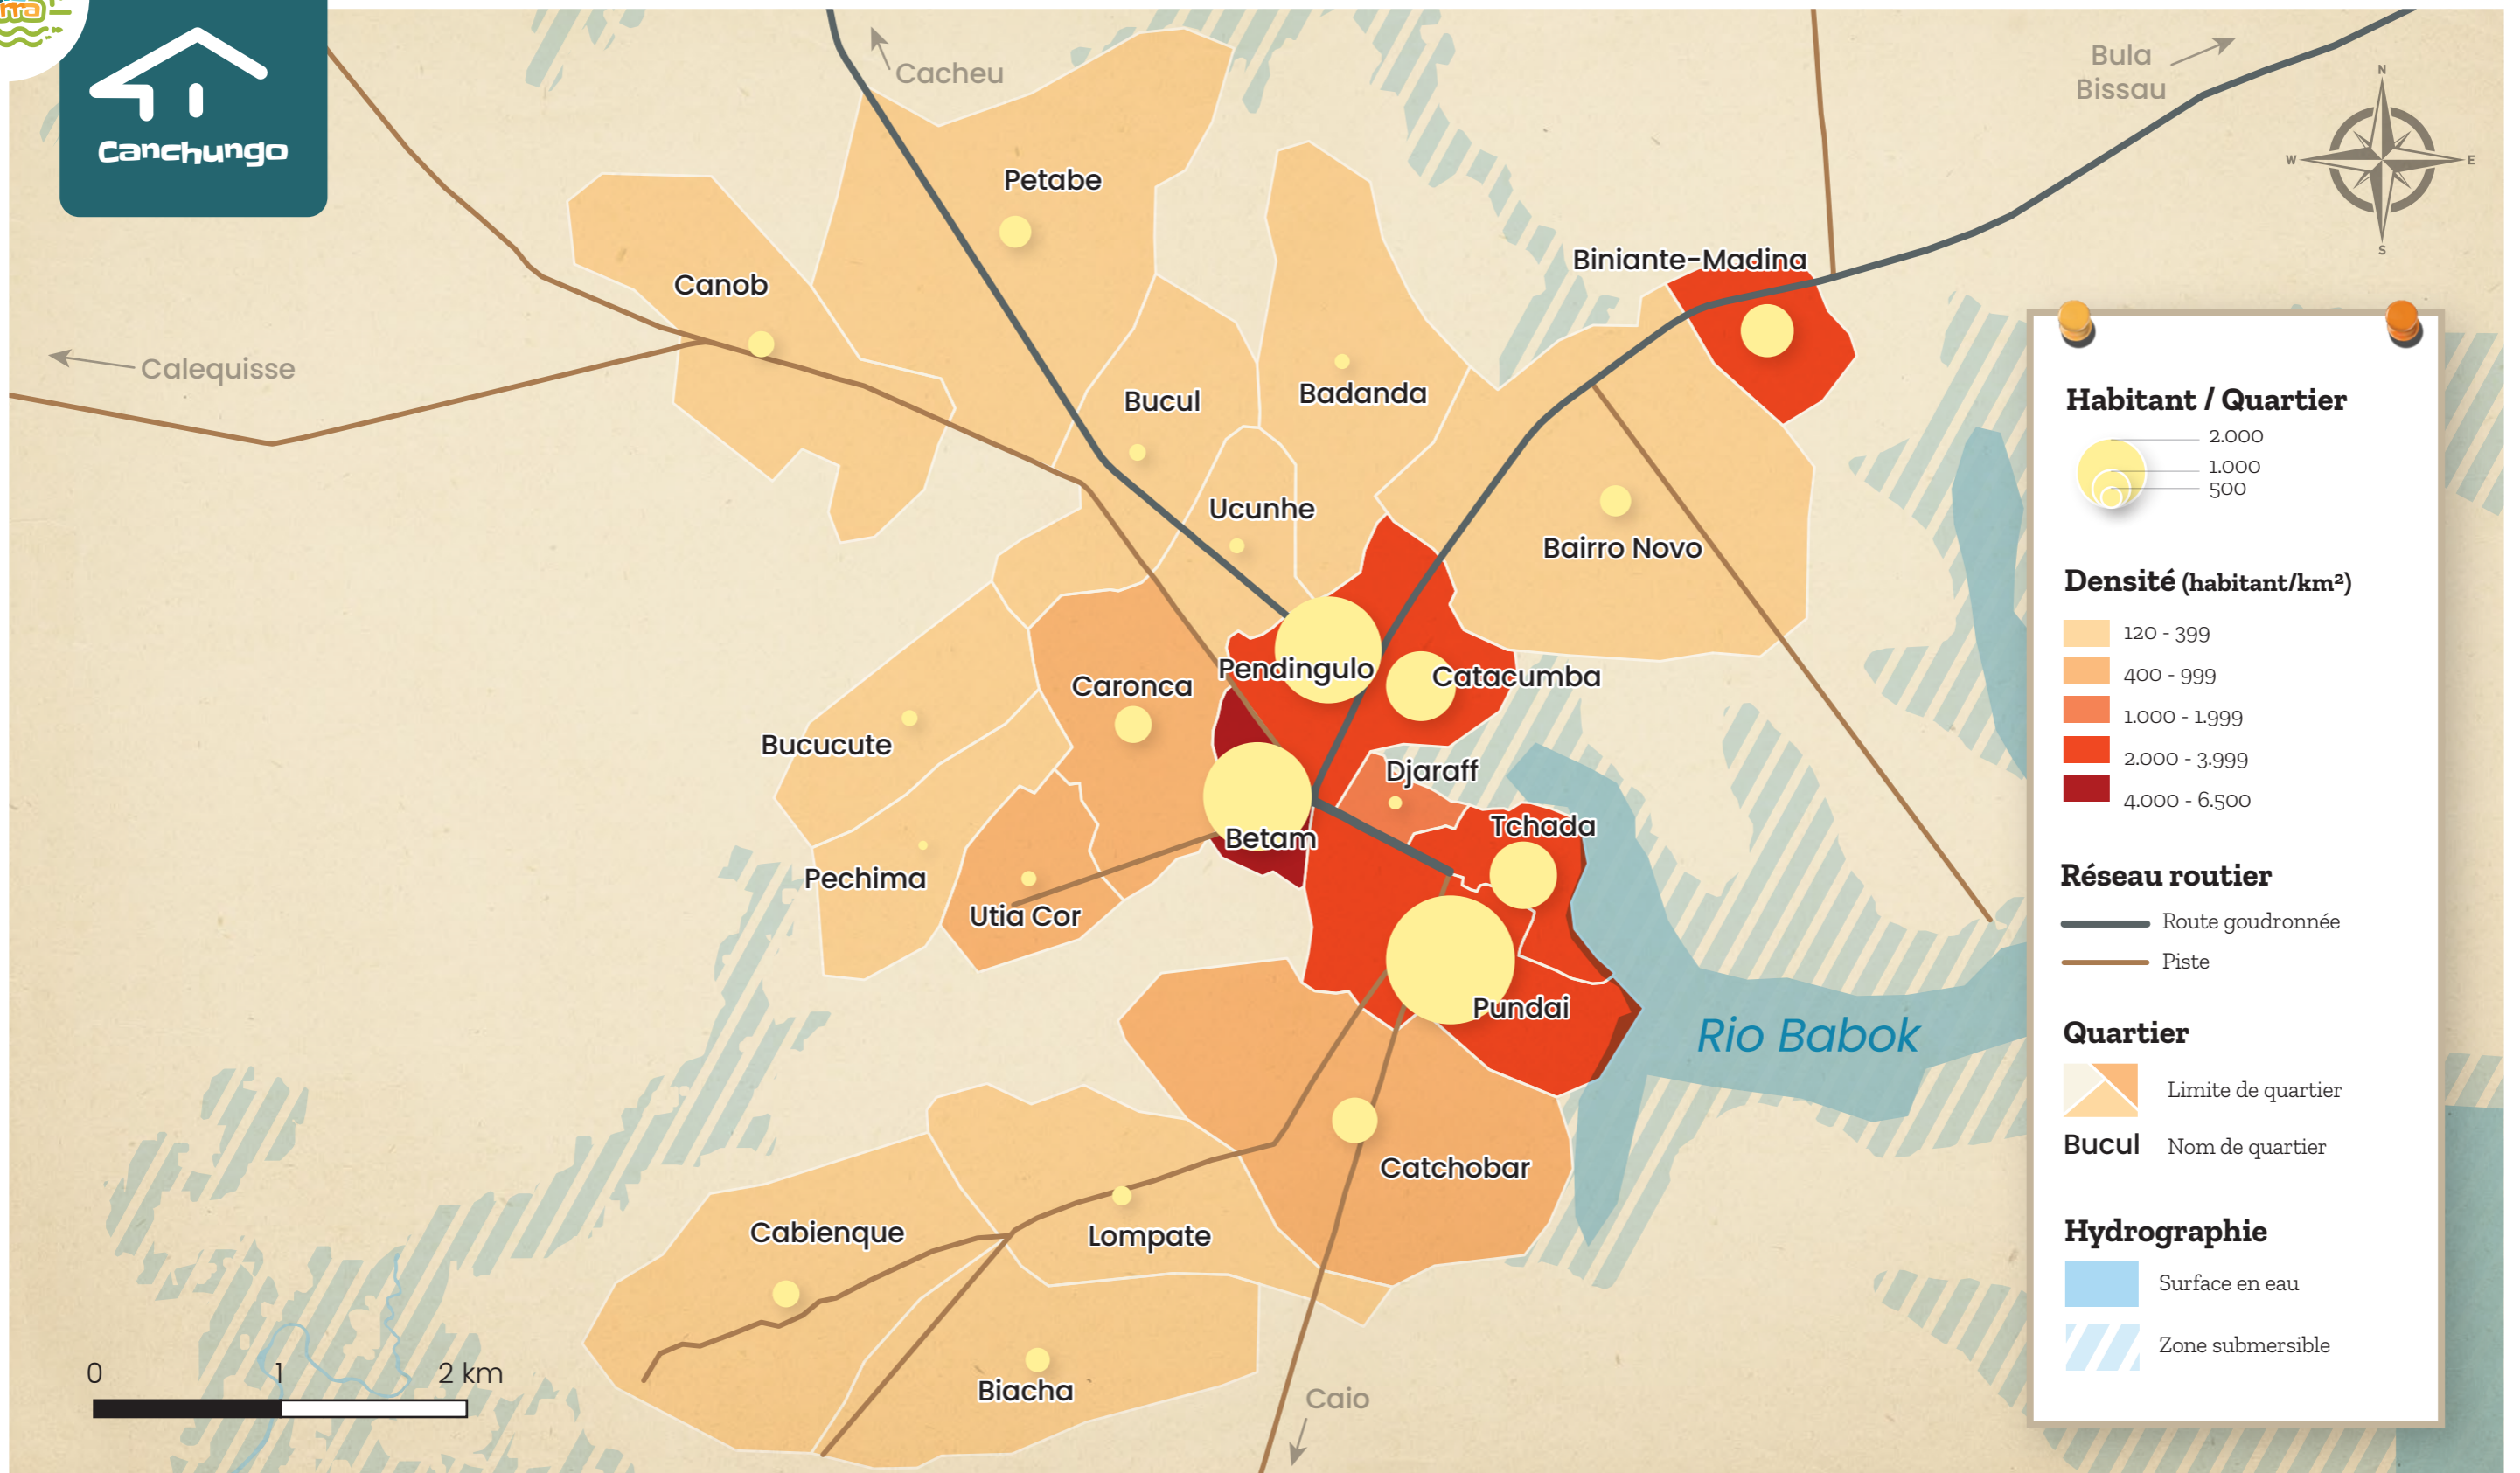 rra
Canchungo
Cacheu
Bula
Bissau
N
W
E
S
Petabe
Biniante-Madina
Canob
Calequisse
Bucul
Badanda
Ucunhe
Bairro Novo
Pendingulo
Catacumba
Caronca
Bucucute
Djaraff
Tchada
Betam
Pechima
Utia Cor
Pundai
Rio Babok
Catchobar
Cabienque
Lompate
Biacha
Caio
0 1 2 km
Habitant / Quartier
2.000
1.000
500
Densité (habitant/km²)
120 - 399
400 - 999
1.000 - 1.999
2.000 - 3.999
4.000 - 6.500
Réseau routier
Route goudronnée
Piste
Quartier
Limite de quartier
Bucul Nom de quartier
Hydrographie
Surface en eau
Zone submersible